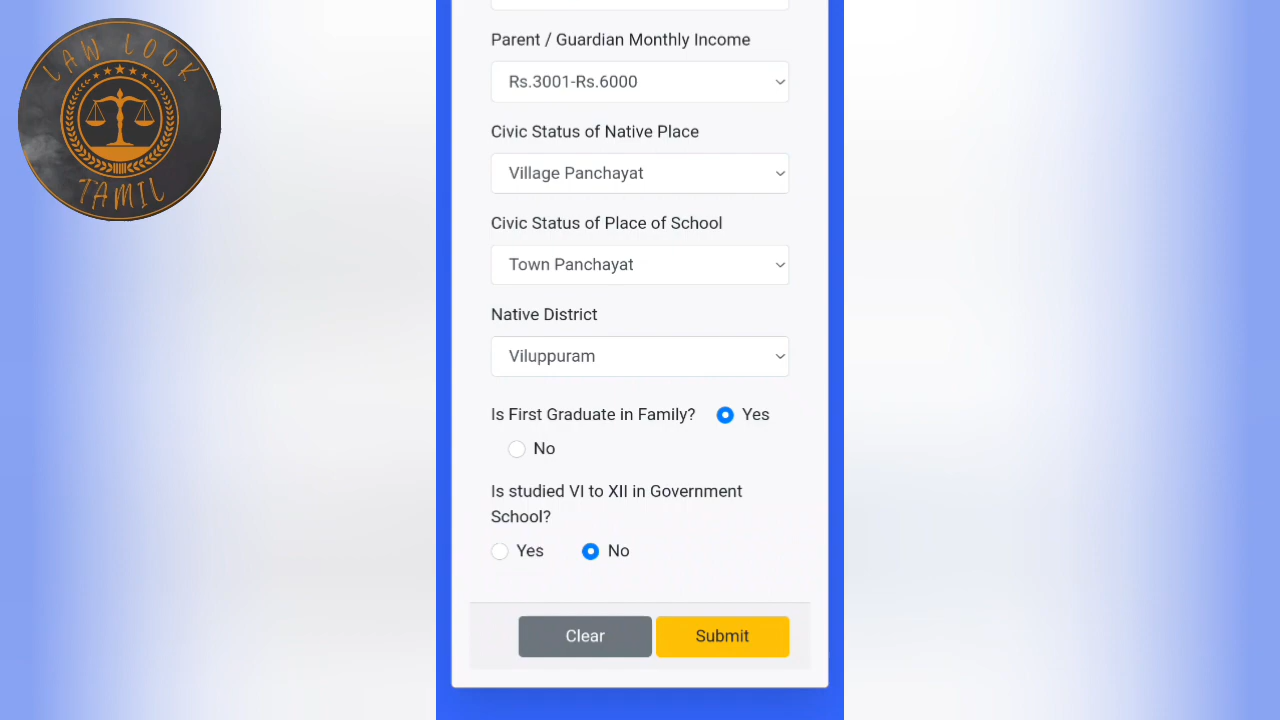 LAW LOOK
TAMIL
Parent / Guardian Monthly Income
Rs.3001-Rs.6000
Civic Status of Native Place
Village Panchayat
Civic Status of Place of School
Town Panchayat
Native District
Viluppuram
Is First Graduate in Family? Yes
No
Is studied VI to XII in Government
School?
Yes No
Clear Submit